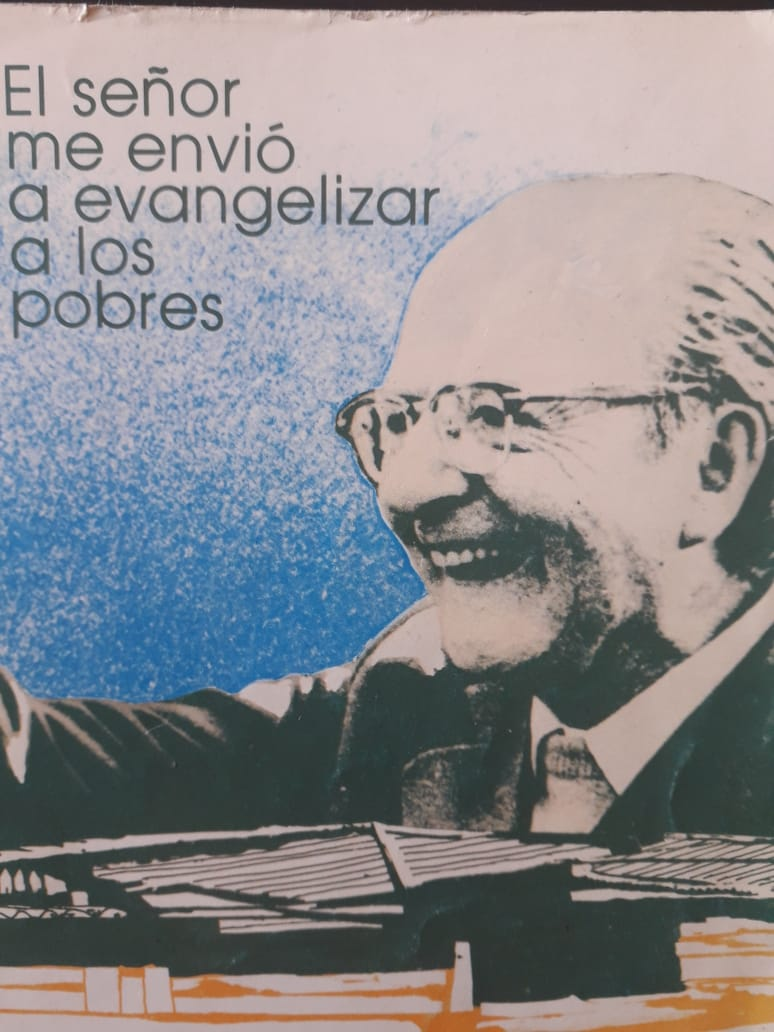 El señor
me envió
a evangelizar
a los
pobres